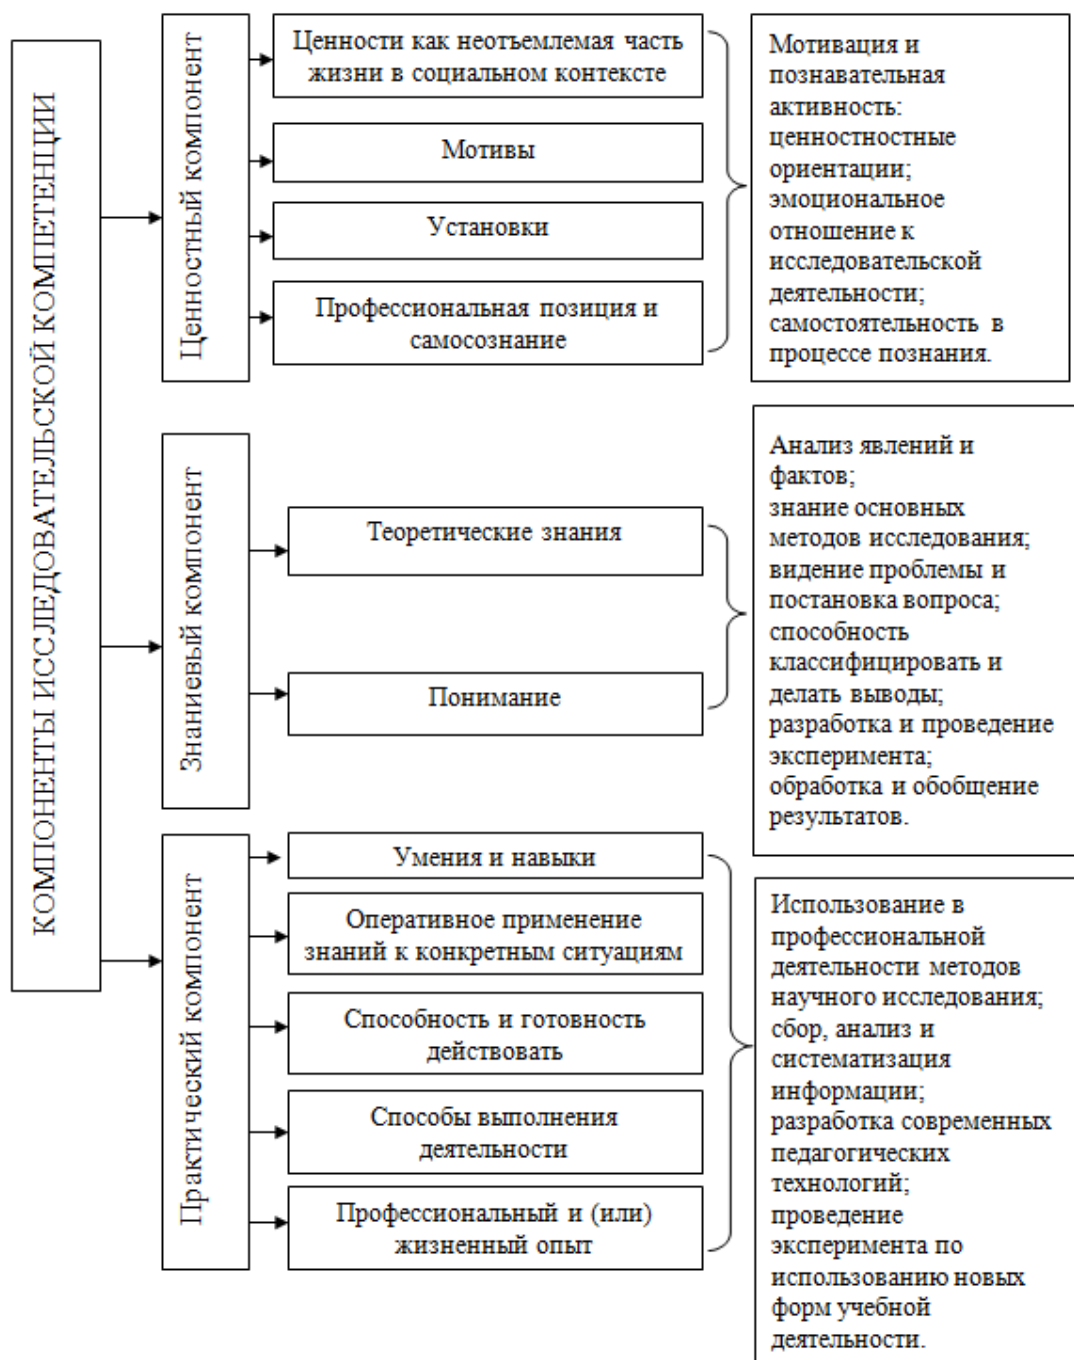 КОМПОНЕНТЫ ИССЛЕДОВАТЕЛЬСКОЙ КОМПЕТЕНЦИИ
Ценностный компонент
Ценности как неотъемлемая часть
жизни в социальном контексте
Мотивы
Установки
Профессиональная позиция и
самосознание
Мотивация и
познавательная
активность:
ценностностные
ориентации;
эмоциональное
отношение к
исследовательской
деятельности;
самостоятельность в
процессе познания.
Знаниевый компонент
Теоретические знания
Понимание
Анализ явлений и
фактов;
знание основных
методов исследования;
видение проблемы и
постановка вопроса;
способность
классифицировать и
делать выводы;
разработка и проведение
эксперимента;
обработка и обобщение
результатов.
Практический компонент
Умения и навыки
Оперативное применение
знаний к конкретным ситуациям
Способность и готовность
действовать
Способы выполнения
деятельности
Профессиональный и (или)
жизненный опыт
Использование в
профессиональной
деятельности методов
научного исследования;
сбор, анализ и
систематизация
информации;
разработка современных
педагогических
технологий;
проведение
эксперимента по
использованию новых
форм учебной
деятельности.